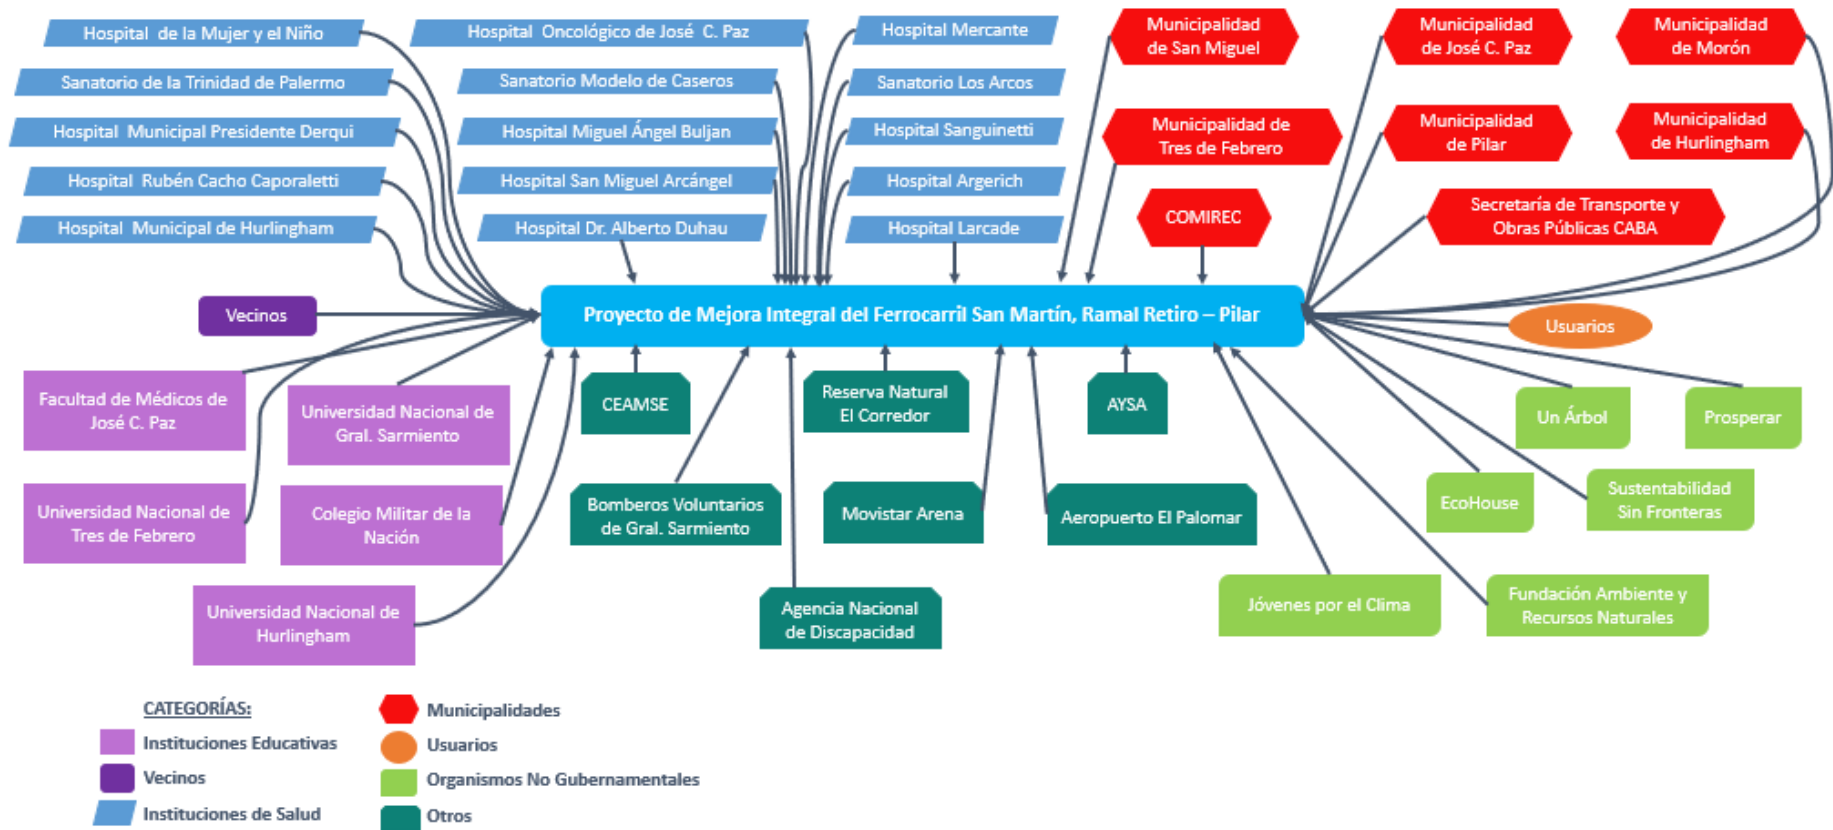 Hospital de la Mujer y el Niño
Hospital Oncológico de José C. Paz
Hospital Mercante
Municipalidad
de San Miguel
Municipalidad
de José C. Paz
Municipalidad
de Morón
Sanatorio de la Trinidad de Palermo
Sanatorio Modelo de Caseros
Sanatorio Los Arcos
Hospital Municipal Presidente Derqui
Hospital Miguel Ángel Buljan
Hospital Sanguinetti
Municipalidad de
Tres de Febrero
Municipalidad
de Pilar
Municipalidad
de Hurlingham
Hospital Rubén Cacho Caporaletti
Hospital San Miguel Arcángel
Hospital Argerich
Hospital Municipal de Hurlingham
Hospital Dr. Alberto Duhau
Hospital Larcade
COMIREC
Secretaría de Transporte y
Obras Públicas CABA
Vecinos
Proyecto de Mejora Integral del Ferrocarril San Martín, Ramal Retiro – Pilar
Usuarios
Facultad de Médicos de
José C. Paz
Universidad Nacional de
Gral. Sarmiento
CEAMSE
Reserva Natural
El Corredor
AYSA
Un Árbol
Prosperar
Universidad Nacional de
Tres de Febrero
Colegio Militar de la
Nación
Bomberos Voluntarios
de Gral. Sarmiento
Movistar Arena
Aeropuerto El Palomar
EcoHouse
Sustentabilidad
Sin Fronteras
Universidad Nacional de
Hurlingham
Agencia Nacional
de Discapacidad
Jóvenes por el Clima
Fundación Ambiente y
Recursos Naturales
CATEGORÍAS:
Instituciones Educativas
Vecinos
Instituciones de Salud
Municipalidades
Usuarios
Organismos No Gubernamentales
Otros